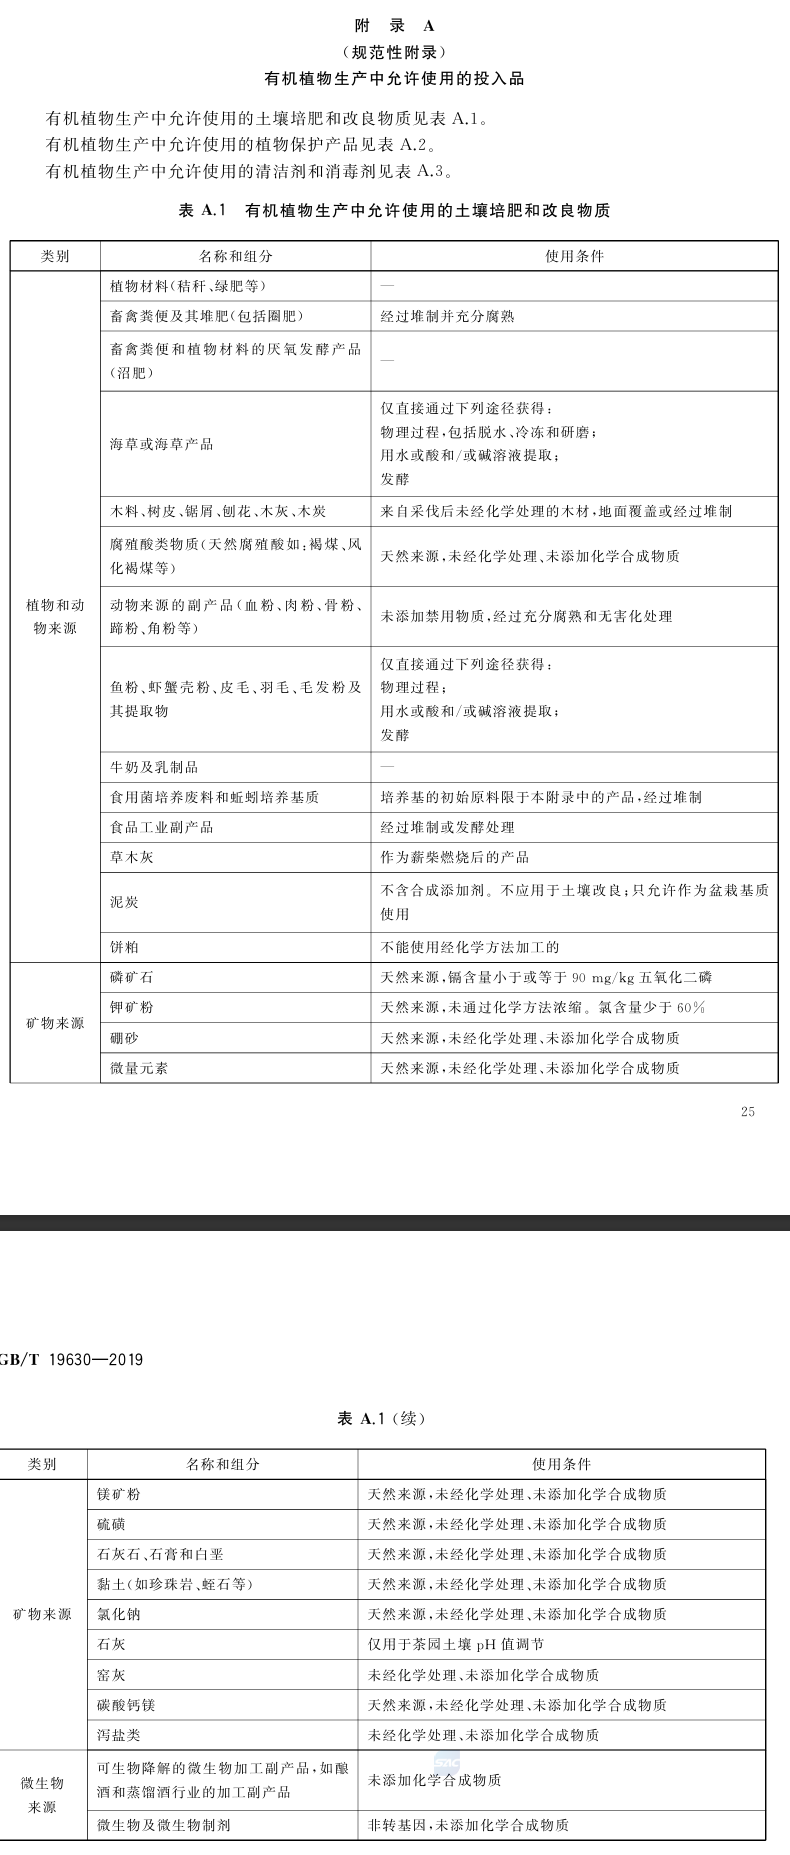 附 录 A
（规范性附录）
有机植物生产中允许使用的投入品
有机植物生产中允许使用的土壤培肥和改良物质见表 A.1。
有机植物生产中允许使用的植物保护产品见表 A.2。
有机植物生产中允许使用的清洁剂和消毒剂见表 A.3。
表 A.1 有机植物生产中允许使用的土壤培肥和改良物质
类别 名称和组分 使用条件
植物和动
物来源
植物材料(秸秆、绿肥等) —
畜禽粪便及其堆肥(包括圈肥) 经过堆制并充分腐熟
畜禽粪便和植物材料的厌氧发酵产品
(沼肥)
—
海草或海草产品
仅直接通过下列途径获得:
物理过程,包括脱水、冷冻和研磨;
用水或酸和/或碱溶液提取;
发酵
木料、树皮、锯屑、刨花、木灰、木炭 来自采伐后未经化学处理的木材,地面覆盖或经过堆制
腐殖酸类物质(天然腐殖酸如:褐煤、风
化褐煤等)
天然来源,未经化学处理、未添加化学合成物质
动物来源的副产品(血粉、肉粉、骨粉、
蹄粉、角粉等)
未添加禁用物质,经过充分腐熟和无害化处理
鱼粉、虾蟹壳粉、皮毛、羽毛、毛发粉及
其提取物
仅直接通过下列途径获得:
物理过程;
用水或酸和/或碱溶液提取;
发酵
牛奶及乳制品 —
食用菌培养废料和蚯蚓培养基质 培养基的初始原料限于本附录中的产品,经过堆制
食品工业副产品 经过堆制或发酵处理
草木灰 作为薪柴燃烧后的产品
泥炭
不含合成添加剂。不应用于土壤改良;只允许作为盆栽基质
使用
饼粕 不能使用经化学方法加工的
矿物来源
磷矿石 天然来源,镉含量小于或等于 90 mg/kg 五氧化二磷
钾矿粉 天然来源,未通过化学方法浓缩。氯含量少于 60%
硼砂 天然来源,未经化学处理、未添加化学合成物质
微量元素 天然来源,未经化学处理、未添加化学合成物质
25
GB/T 19630—2019
表 A.1 (续)
类别 名称和组分 使用条件
矿物来源
镁矿粉 天然来源,未经化学处理、未添加化学合成物质
硫磺 天然来源,未经化学处理、未添加化学合成物质
石灰石、石膏和白垩 天然来源,未经化学处理、未添加化学合成物质
黏土(如珍珠岩、蛭石等) 天然来源,未经化学处理、未添加化学合成物质
氯化钠 天然来源,未经化学处理、未添加化学合成物质
石灰 仅用于茶园土壤 pH 值调节
窑灰 未经化学处理、未添加化学合成物质
碳酸钙镁 天然来源,未经化学处理、未添加化学合成物质
泻盐类 未经化学处理、未添加化学合成物质
微生物
来源
可生物降解的微生物加工副产品,如酿
酒和蒸馏酒行业的加工副产品
未添加化学合成物质
微生物及微生物制剂 非转基因,未添加化学合成物质